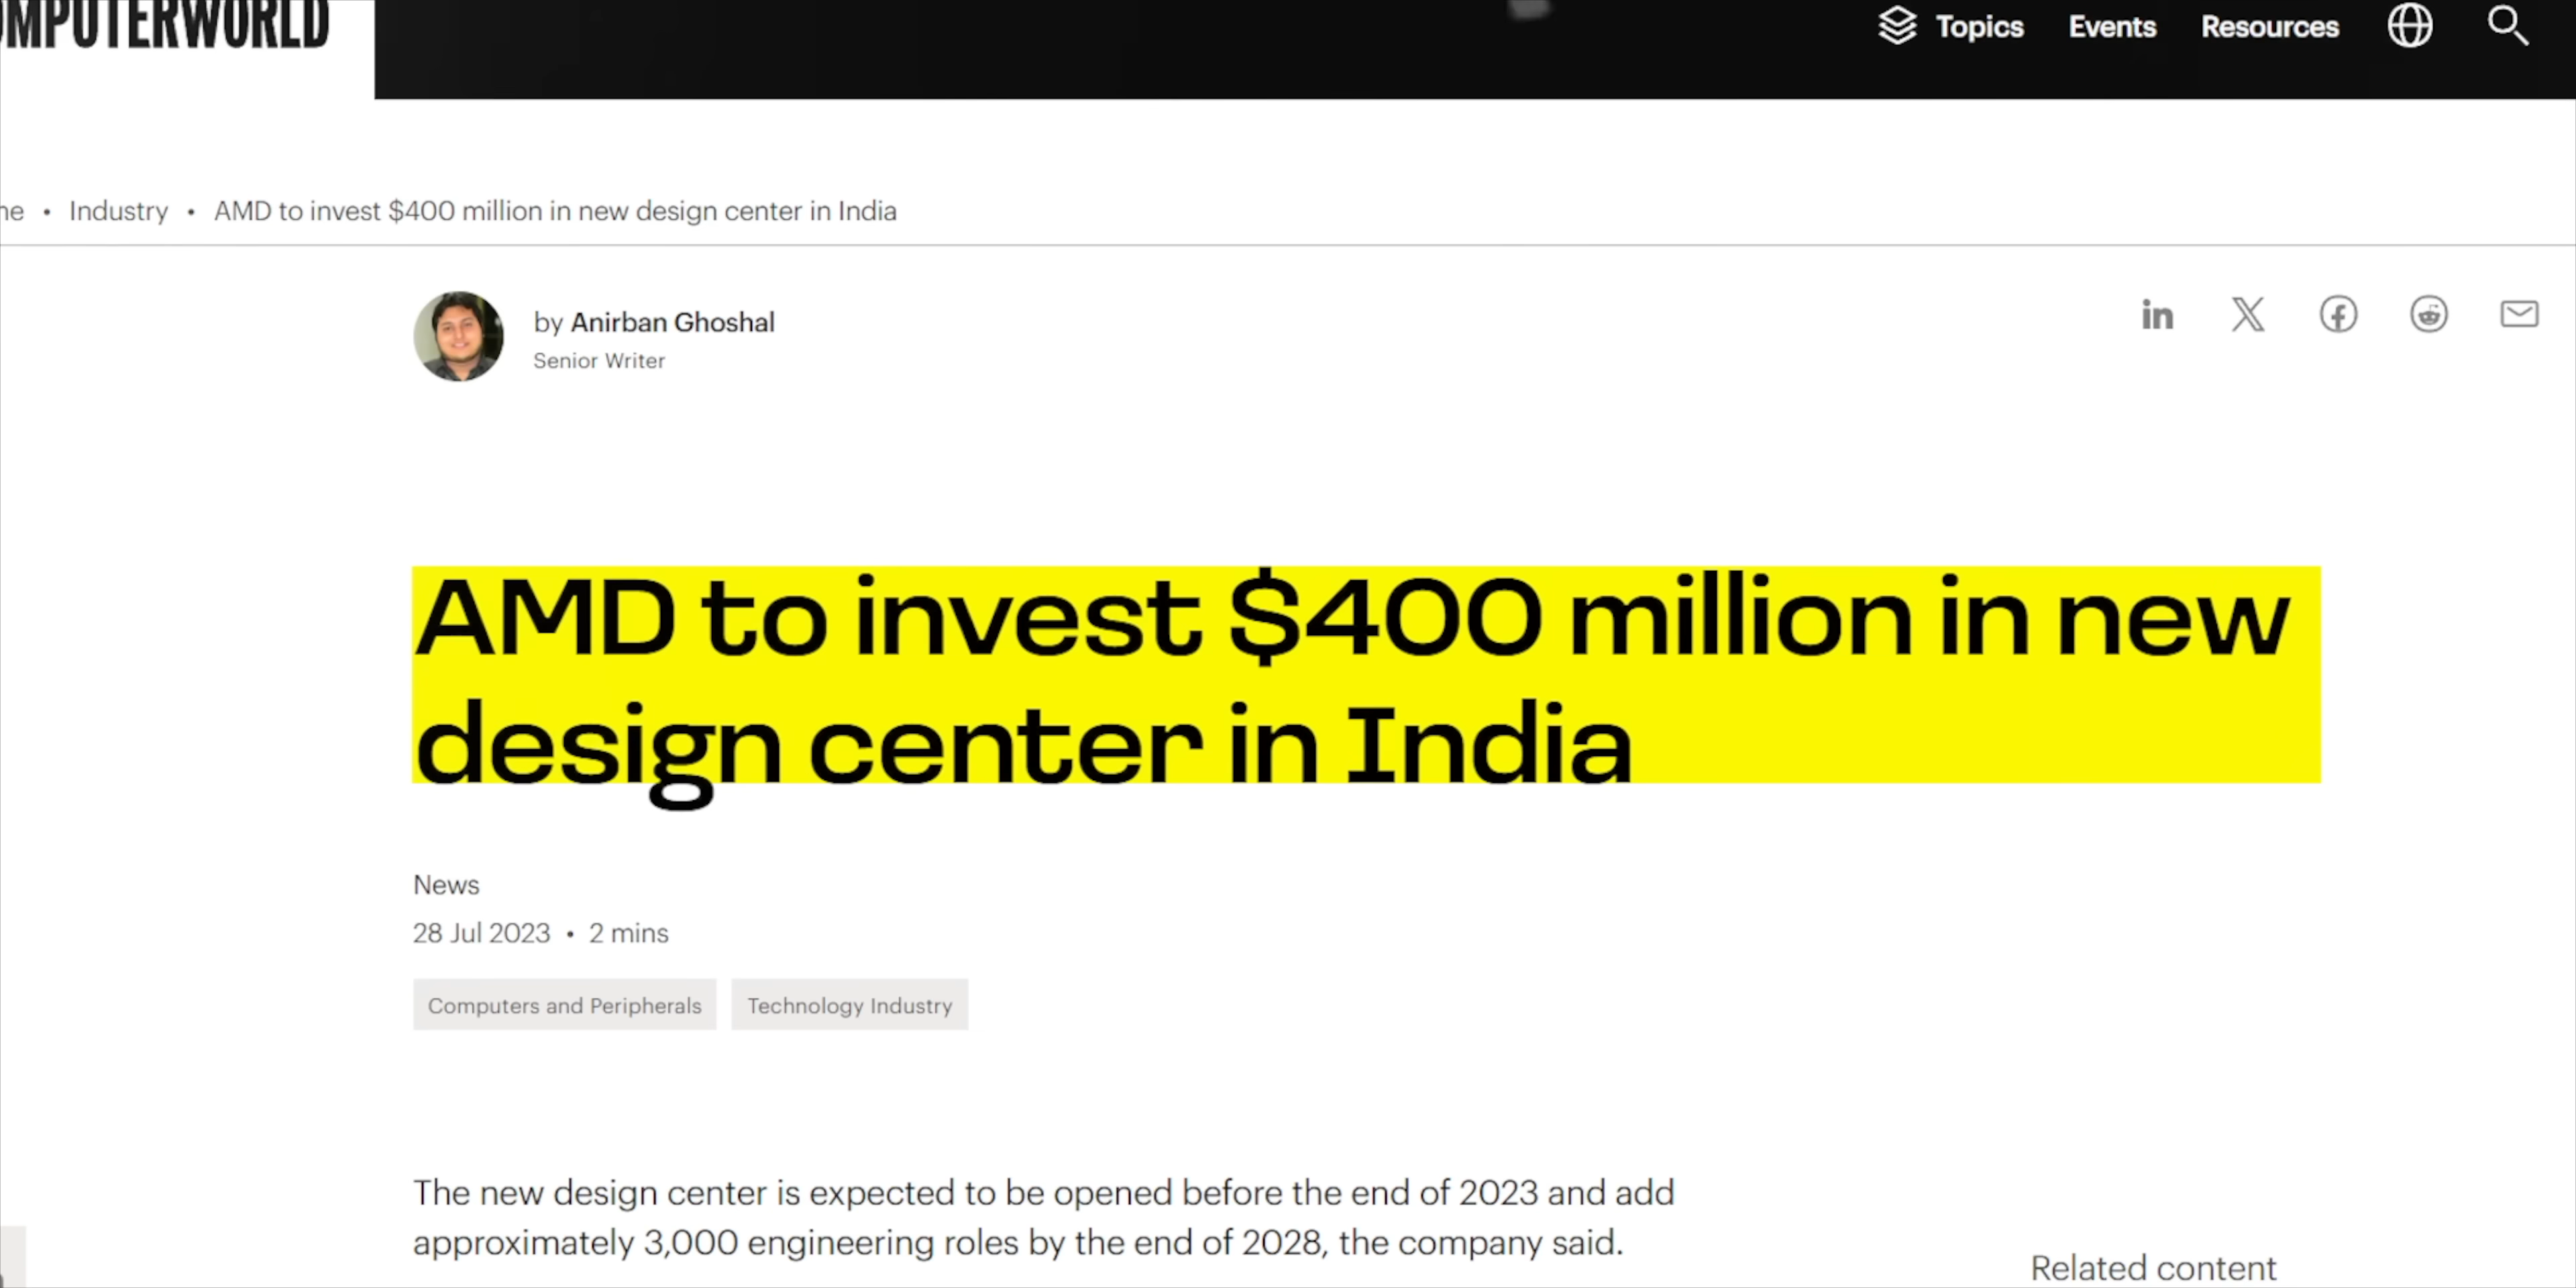 OMPUTERWORLD
Topics Events Resources
me • Industry • AMD to invest $400 million in new design center in India
by Anirban Ghoshal
Senior Writer
in X f
AMD to invest $400 million in new
design center in India
News
28 Jul 2023 • 2 mins
Computers and Peripherals Technology Industry
The new design center is expected to be opened before the end of 2023 and add
approximately 3,000 engineering roles by the end of 2028, the company said.
Related content